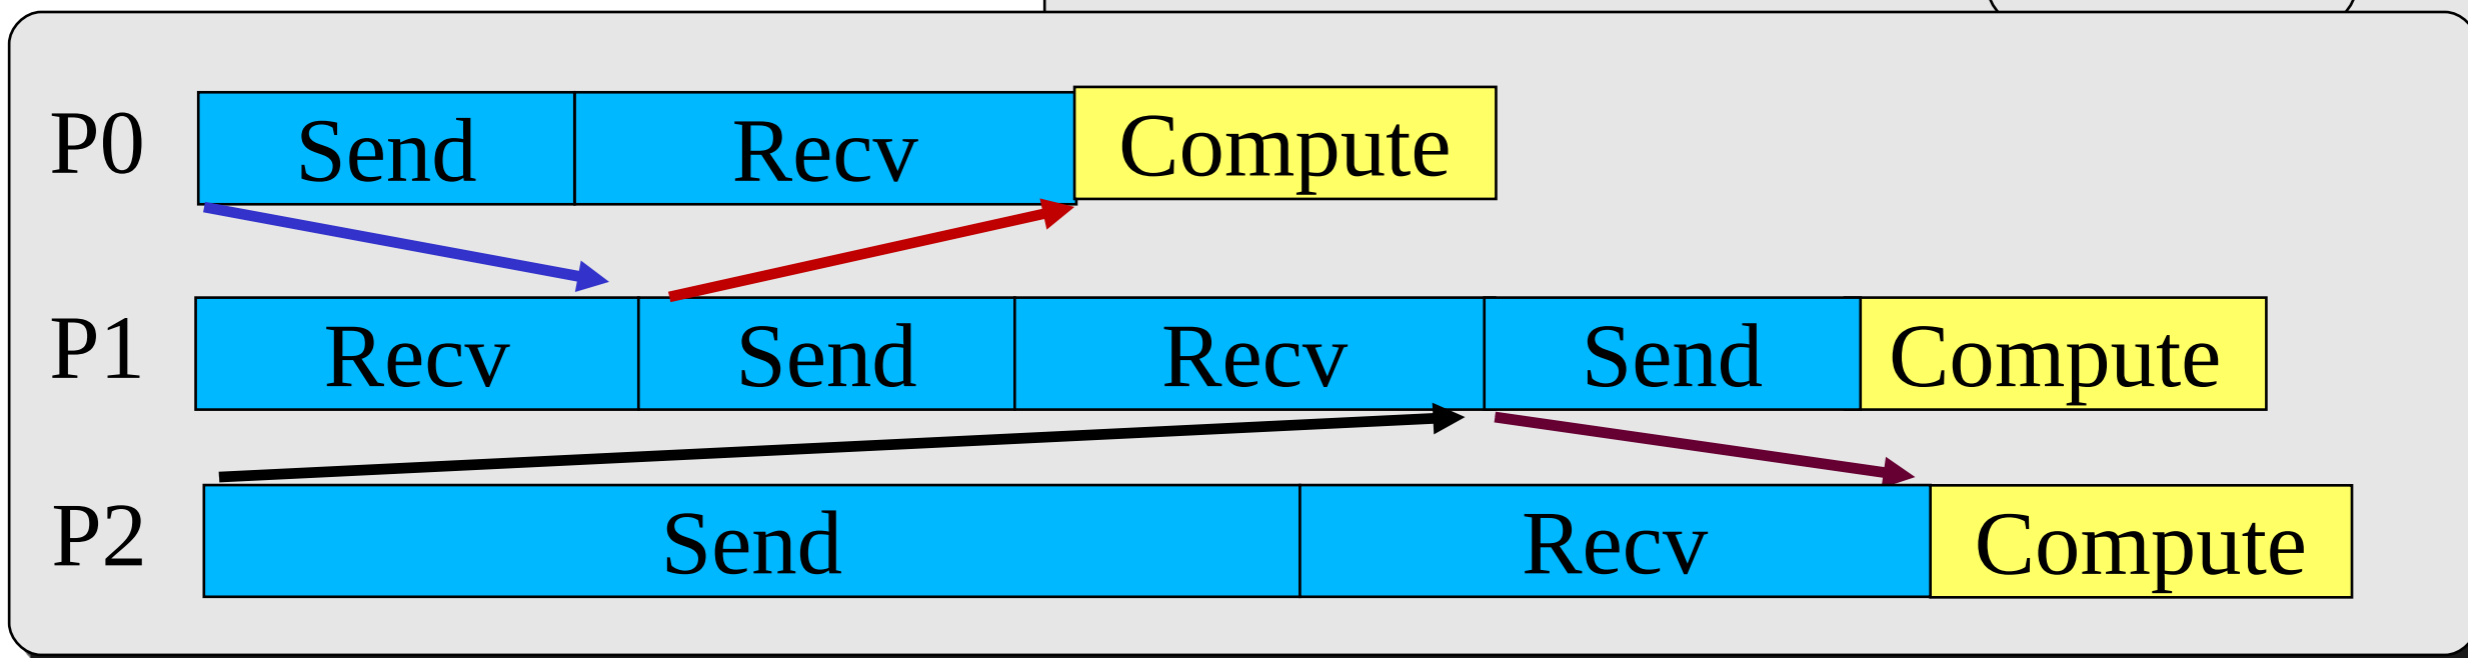 P0 Send Recv Compute
P1 Recv Send Recv Send Compute
P2 Send Recv Compute